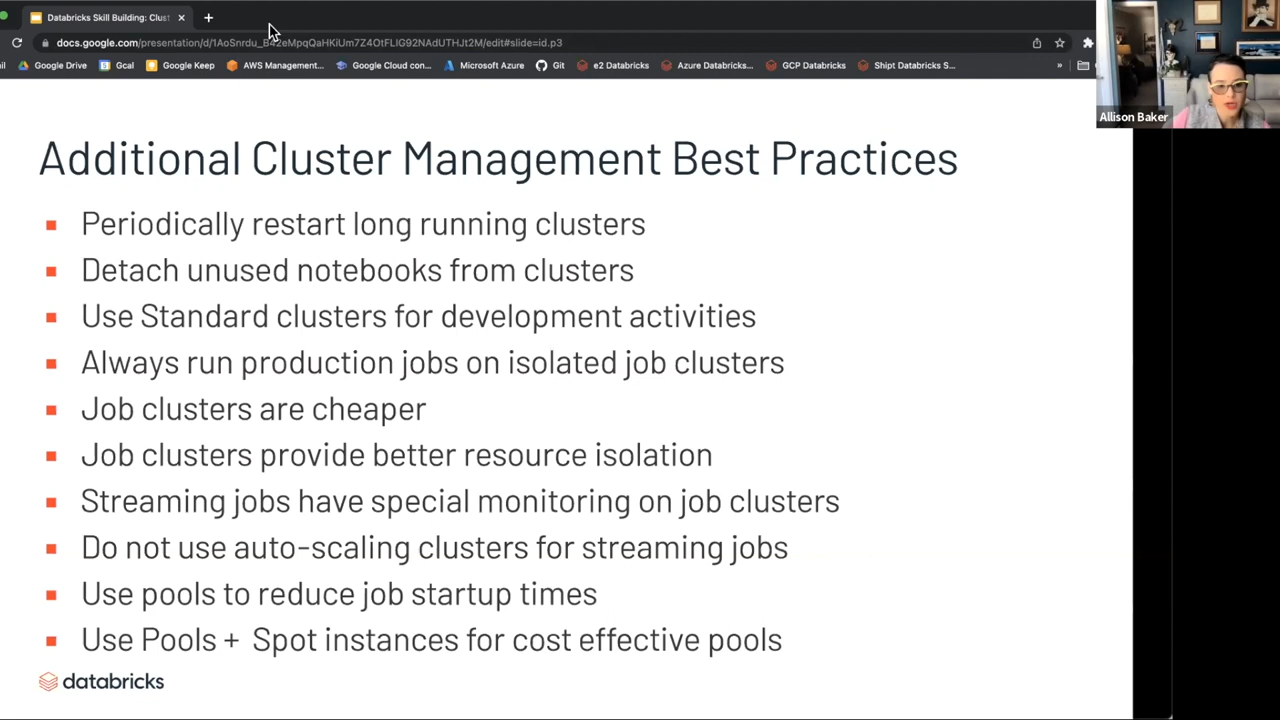 Databricks Skill Building: Clust
docs.google.com/presentation/d/1AoSnrdu_B42eMpqQaHKiUm7Z4OtFLIG92NAdUTHJt2M/edit#slide=id.p3
ail Google Drive Gcal Google Keep AWS Management... Google Cloud con... Microsoft Azure Git e2 Databricks Azure Databricks... GCP Databricks Shipt Databricks S... »
Allison Baker
Additional Cluster Management Best Practices
Periodically restart long running clusters
Detach unused notebooks from clusters
Use Standard clusters for development activities
Always run production jobs on isolated job clusters
Job clusters are cheaper
Job clusters provide better resource isolation
Streaming jobs have special monitoring on job clusters
Do not use auto-scaling clusters for streaming jobs
Use pools to reduce job startup times
Use Pools + Spot instances for cost effective pools
databricks